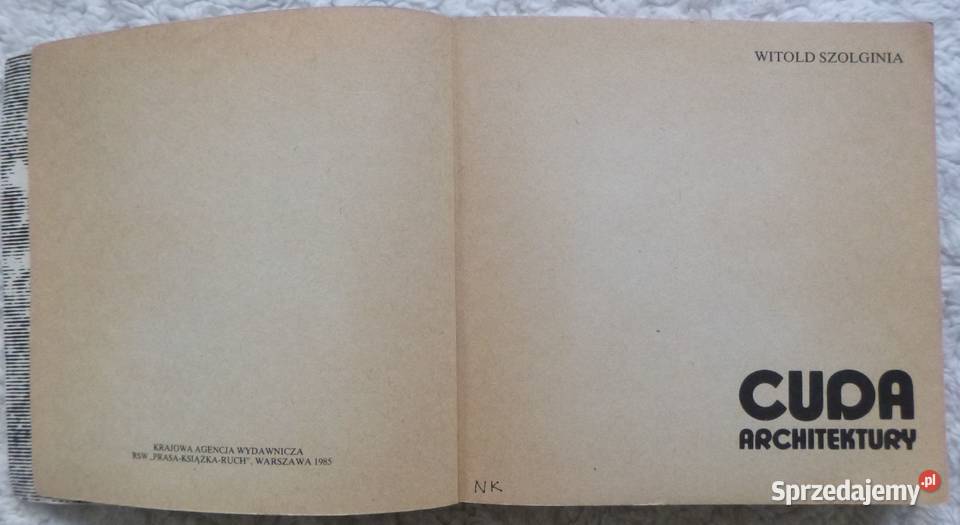 KRAJOWA AGENCJA WYDAWNICZA
RSW „PRASA-KSIĄŻKA-RUCH”, WARSZAWA 1985
WITOLD SZOLGINIA
CUDA
ARCHITEKTURY
NK
Sprzedajemy.pl